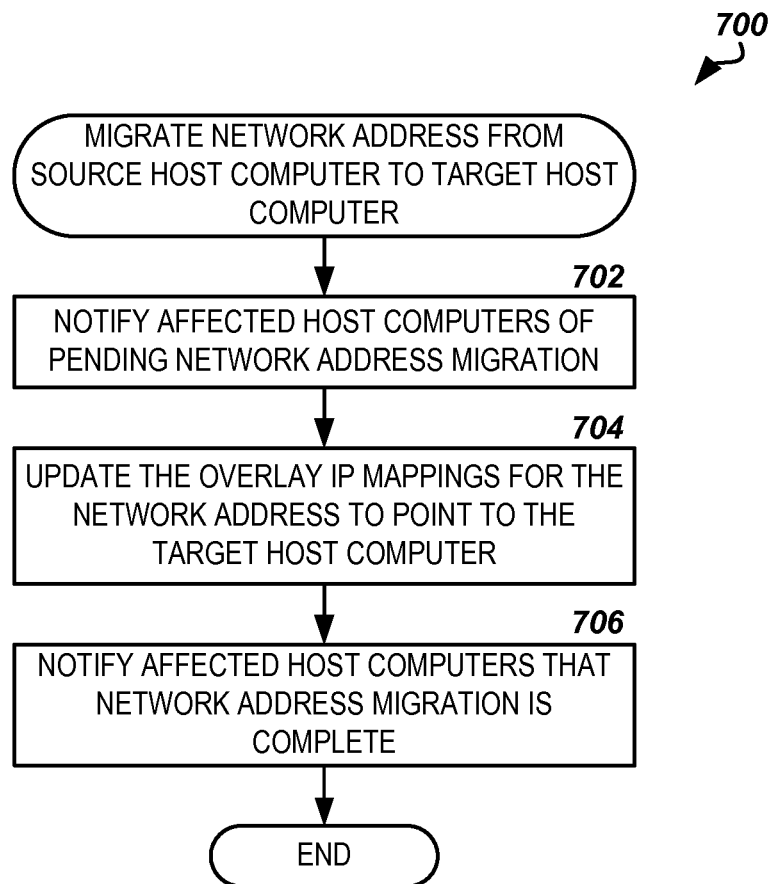 700
MIGRATE NETWORK ADDRESS FROM
SOURCE HOST COMPUTER TO TARGET HOST
COMPUTER
702
NOTIFY AFFECTED HOST COMPUTERS OF
PENDING NETWORK ADDRESS MIGRATION
704
UPDATE THE OVERLAY IP MAPPINGS FOR THE
NETWORK ADDRESS TO POINT TO THE
TARGET HOST COMPUTER
706
NOTIFY AFFECTED HOST COMPUTERS THAT
NETWORK ADDRESS MIGRATION IS
COMPLETE
END